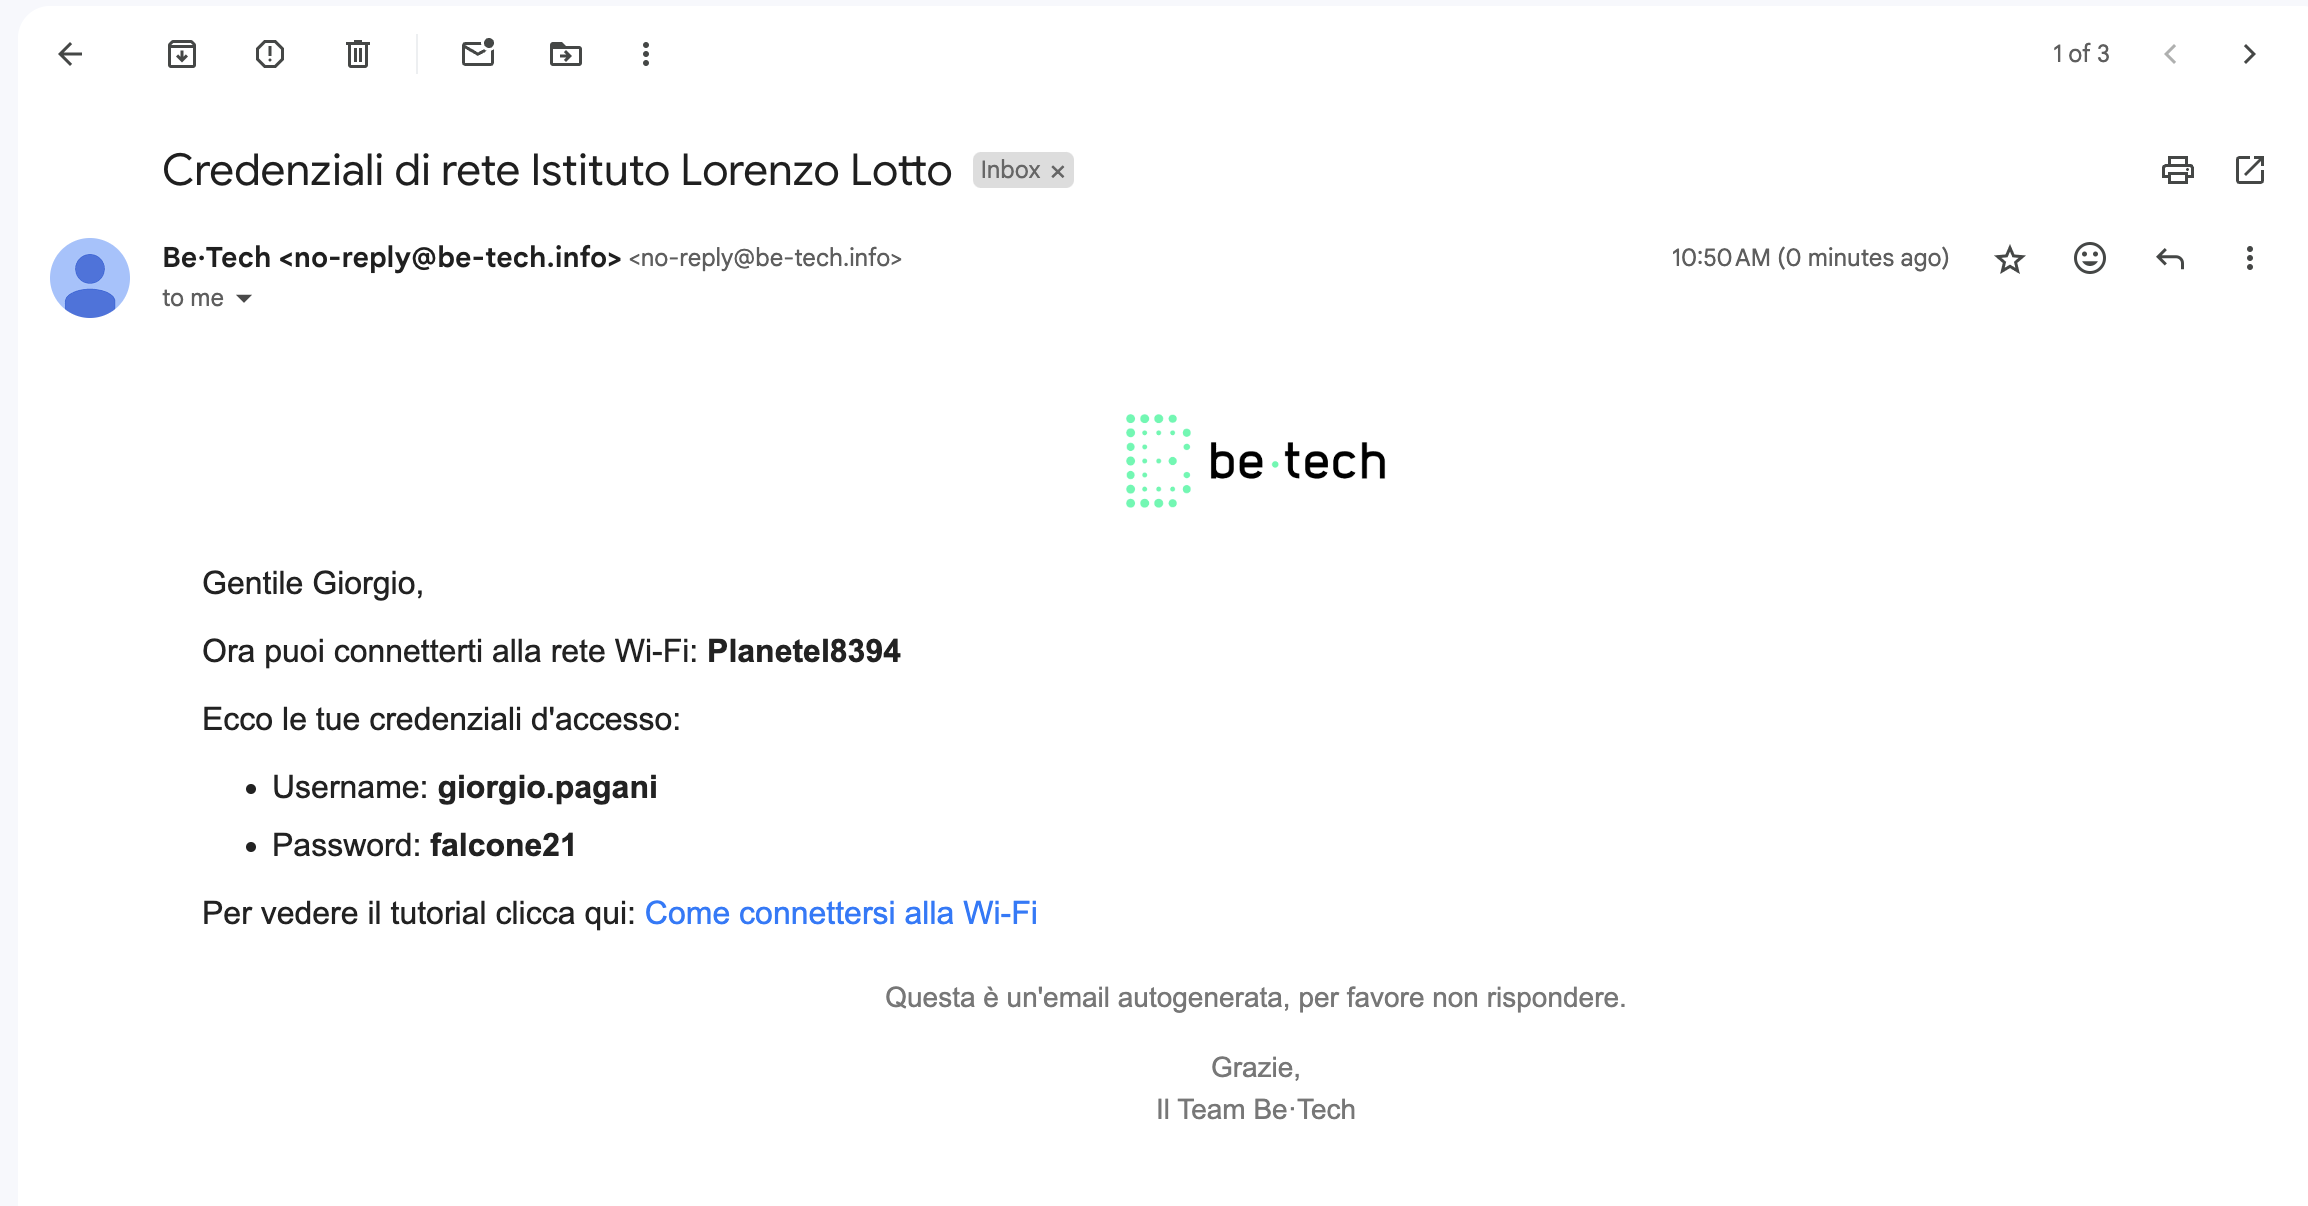 1 of 3
Credenziali di rete Istituto Lorenzo Lotto Inbox ×
Be·Tech <no-reply@be-tech.info> <no-reply@be-tech.info> 10:50 AM (0 minutes ago)
to me
be·tech
Gentile Giorgio,
Ora puoi connetterti alla rete Wi-Fi: Planetel8394
Ecco le tue credenziali d'accesso:
• Username: giorgio.pagani
• Password: falcone21
Per vedere il tutorial clicca qui: Come connettersi alla Wi-Fi
Questa è un'email autogenerata, per favore non rispondere.
Grazie,
Il Team Be·Tech